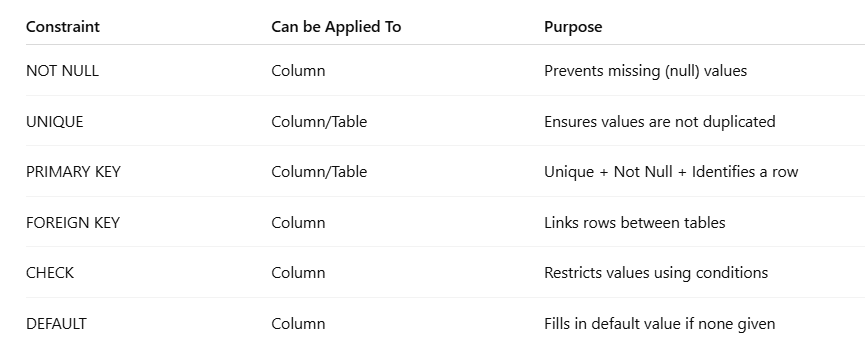 Constraint Can be Applied To Purpose
NOT NULL Column Prevents missing (null) values
UNIQUE Column/Table Ensures values are not duplicated
PRIMARY KEY Column/Table Unique + Not Null + Identifies a row
FOREIGN KEY Column Links rows between tables
CHECK Column Restricts values using conditions
DEFAULT Column Fills in default value if none given